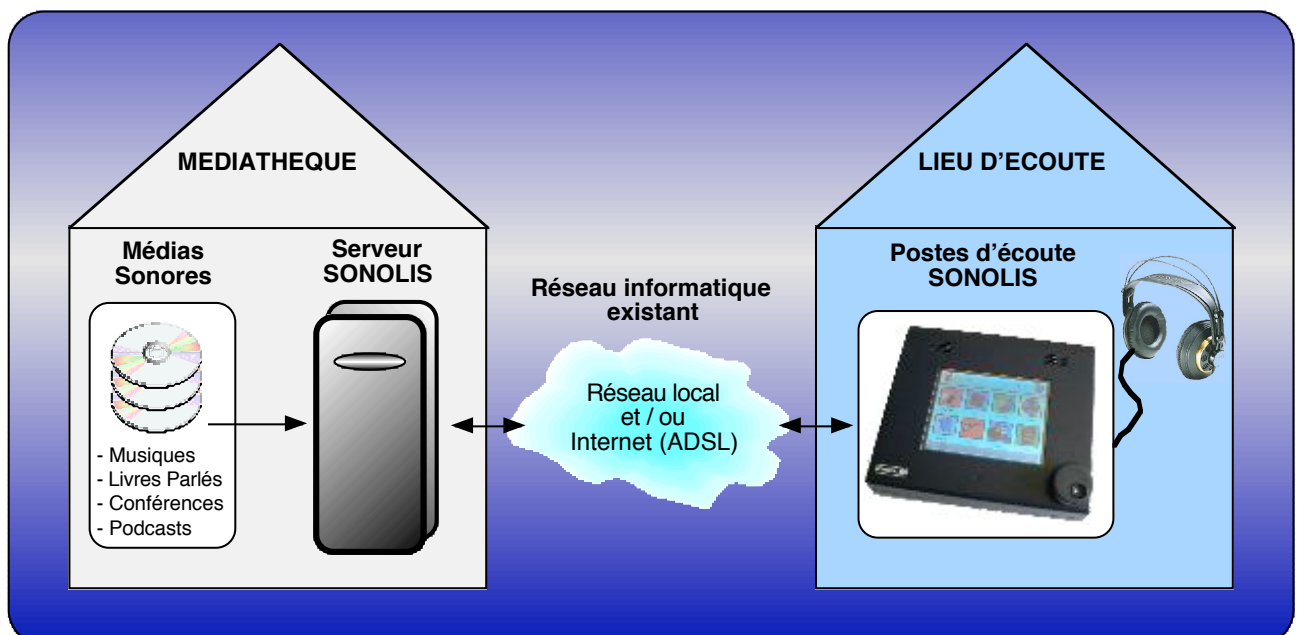 MEDIATHEQUE
Médias
Sonores
- Musiques
- Livres Parlés
- Conférences
- Podcasts
Serveur
SONOLIS
Réseau informatique
existant
Réseau local
et / ou
Internet (ADSL)
LIEU D'ECOUTE
Postes d'écoute
SONOLIS